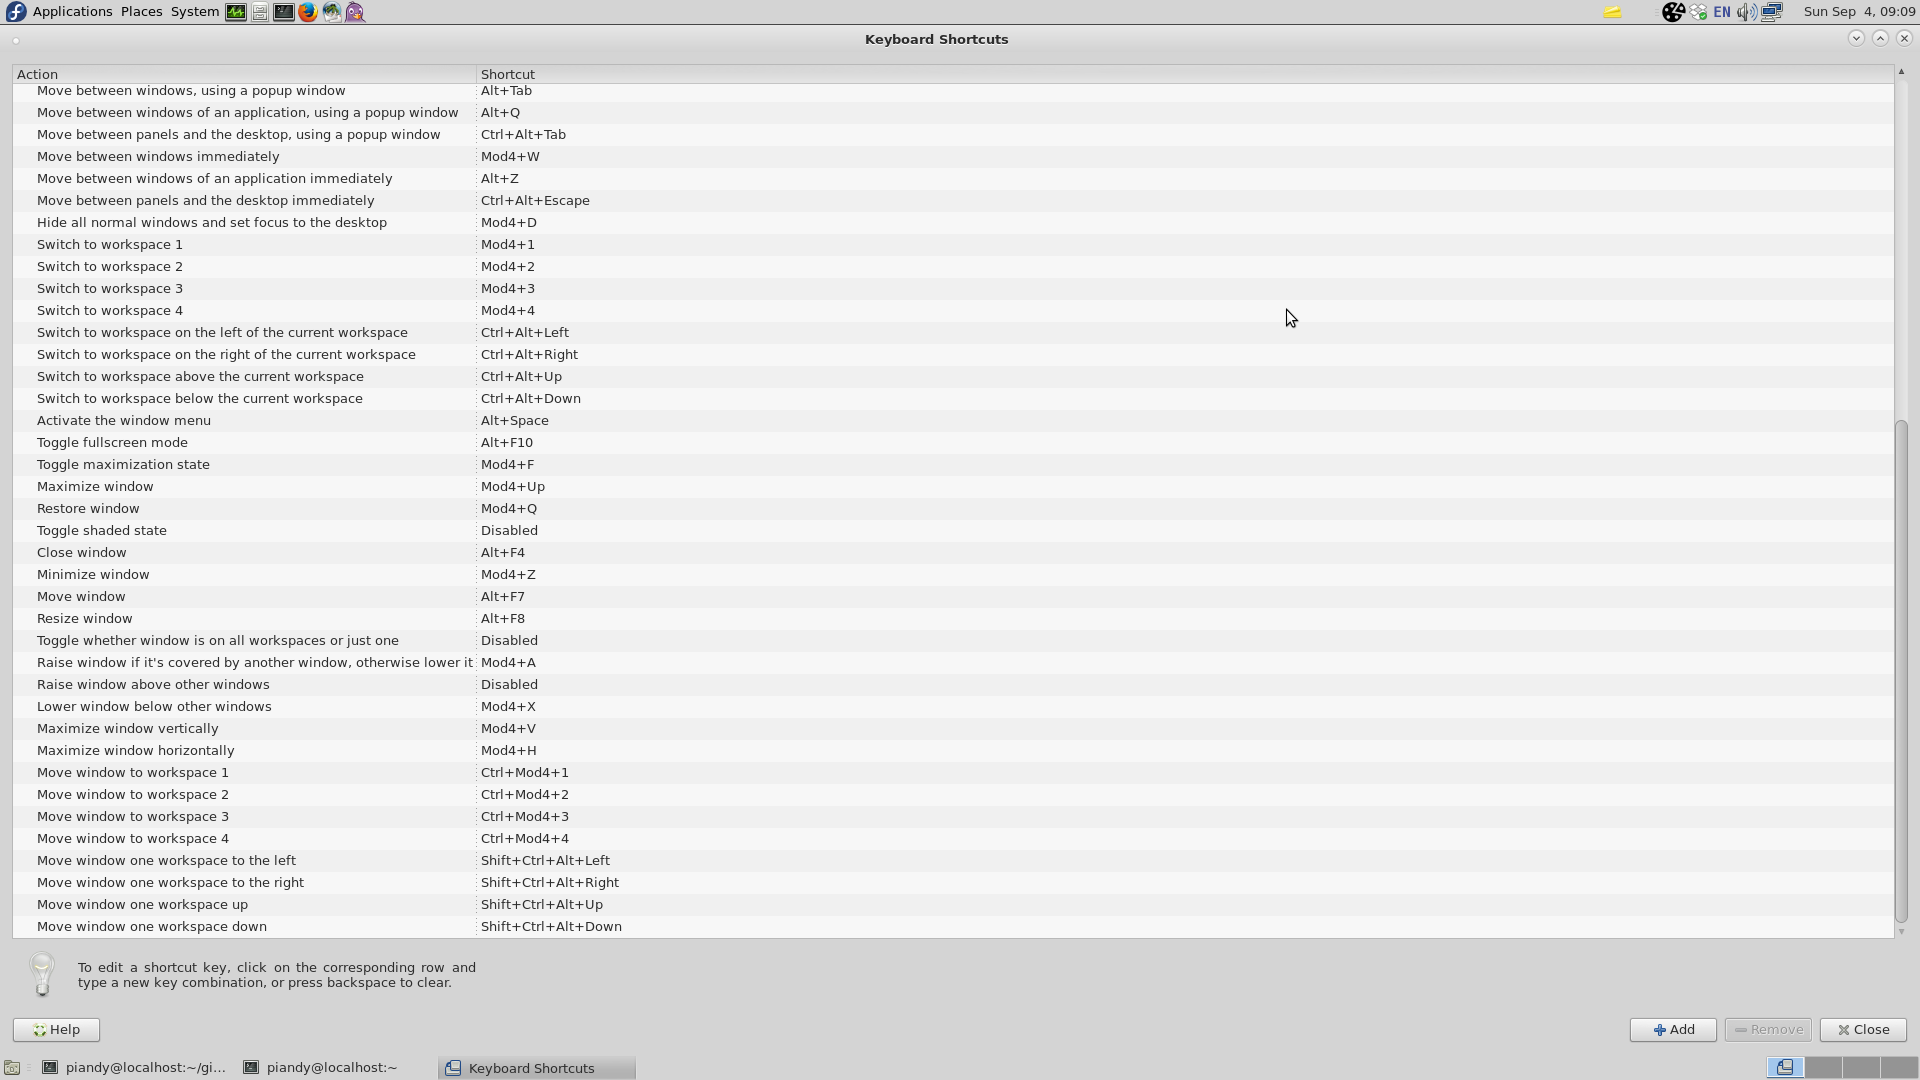 Applications Places System EN Sun Sep 4, 09:09
Keyboard Shortcuts
Action Shortcut
Move between windows, using a popup window Alt+Tab
Move between windows of an application, using a popup window Alt+Q
Move between panels and the desktop, using a popup window Ctrl+Alt+Tab
Move between windows immediately Mod4+W
Move between windows of an application immediately Alt+Z
Move between panels and the desktop immediately Ctrl+Alt+Escape
Hide all normal windows and set focus to the desktop Mod4+D
Switch to workspace 1 Mod4+1
Switch to workspace 2 Mod4+2
Switch to workspace 3 Mod4+3
Switch to workspace 4 Mod4+4
Switch to workspace on the left of the current workspace Ctrl+Alt+Left
Switch to workspace on the right of the current workspace Ctrl+Alt+Right
Switch to workspace above the current workspace Ctrl+Alt+Up
Switch to workspace below the current workspace Ctrl+Alt+Down
Activate the window menu Alt+Space
Toggle fullscreen mode Alt+F10
Toggle maximization state Mod4+F
Maximize window Mod4+Up
Restore window Mod4+Q
Toggle shaded state Disabled
Close window Alt+F4
Minimize window Mod4+Z
Move window Alt+F7
Resize window Alt+F8
Toggle whether window is on all workspaces or just one Disabled
Raise window if it's covered by another window, otherwise lower it Mod4+A
Raise window above other windows Disabled
Lower window below other windows Mod4+X
Maximize window vertically Mod4+V
Maximize window horizontally Mod4+H
Move window to workspace 1 Ctrl+Mod4+1
Move window to workspace 2 Ctrl+Mod4+2
Move window to workspace 3 Ctrl+Mod4+3
Move window to workspace 4 Ctrl+Mod4+4
Move window one workspace to the left Shift+Ctrl+Alt+Left
Move window one workspace to the right Shift+Ctrl+Alt+Right
Move window one workspace up Shift+Ctrl+Alt+Up
Move window one workspace down Shift+Ctrl+Alt+Down
To edit a shortcut key, click on the corresponding row and
type a new key combination, or press backspace to clear.
Help Add Remove Close
piandy@localhost:~/gi... piandy@localhost:~ Keyboard Shortcuts